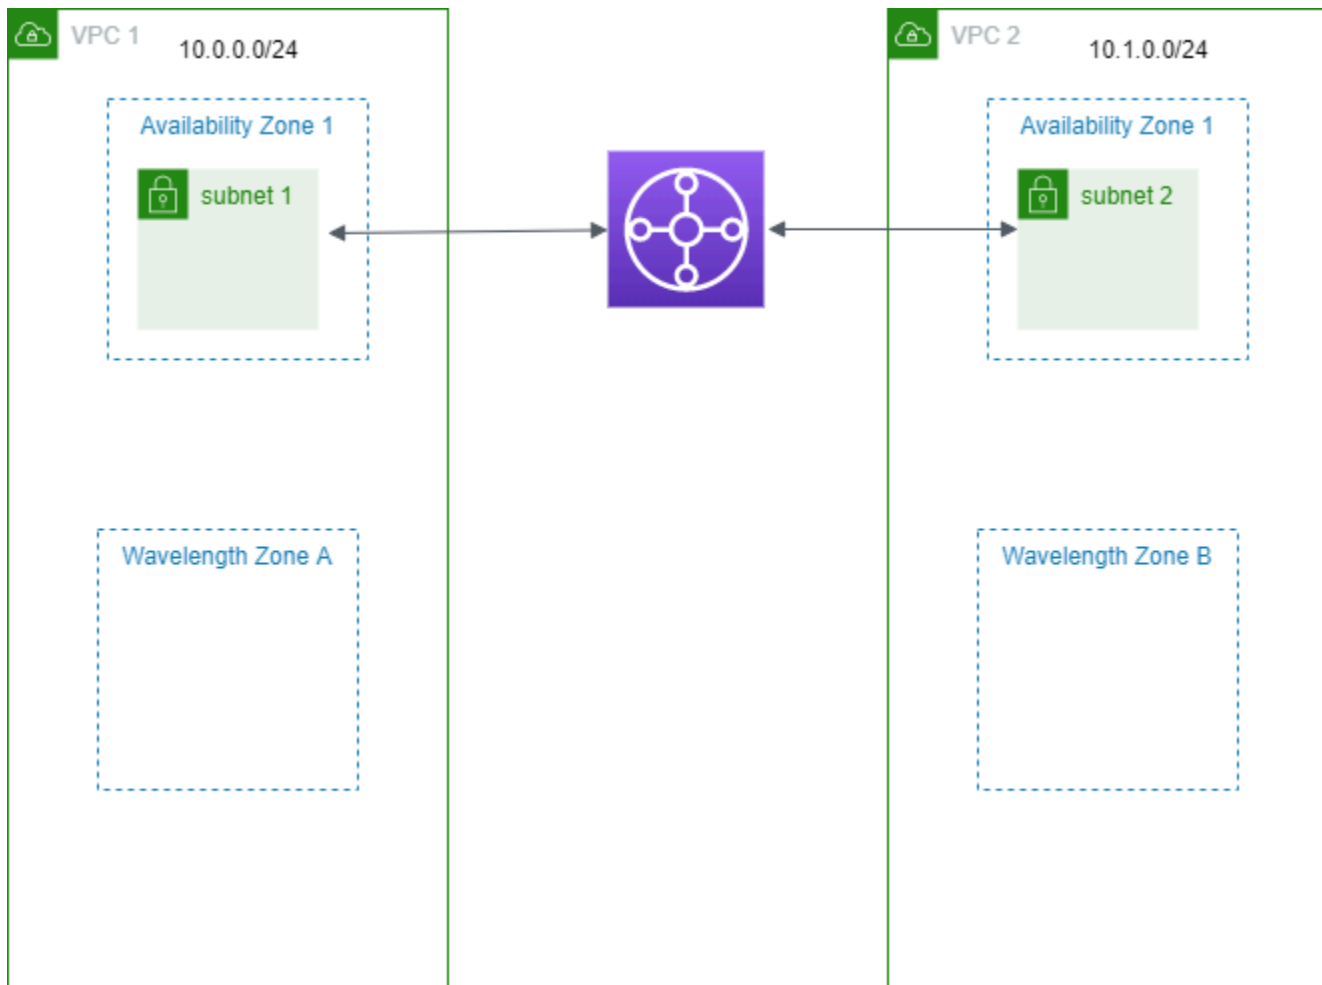 VPC 1
10.0.0.0/24
Availability Zone 1
subnet 1
Wavelength Zone A
VPC 2
10.1.0.0/24
Availability Zone 1
subnet 2
Wavelength Zone B